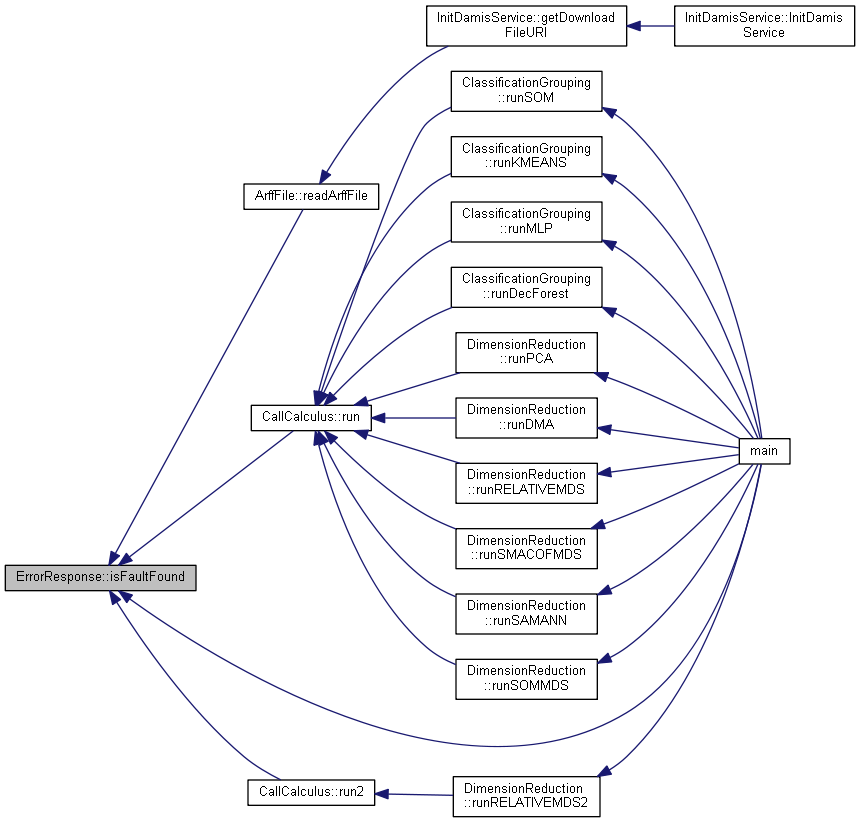 InitDamisService::getDownload
FileURI
InitDamisService::InitDamis
Service
ClassificationGrouping
::runSOM
ClassificationGrouping
::runKMEANS
ArffFile::readArffFile
ClassificationGrouping
::runMLP
ClassificationGrouping
::runDecForest
DimensionReduction
::runPCA
CallCalculus::run
DimensionReduction
::runDMA
main
DimensionReduction
::runRELATIVEMDS
DimensionReduction
::runSMACOFMDS
ErrorResponse::isFaultFound
DimensionReduction
::runSAMANN
DimensionReduction
::runSOMMDS
CallCalculus::run2
DimensionReduction
::runRELATIVEMDS2